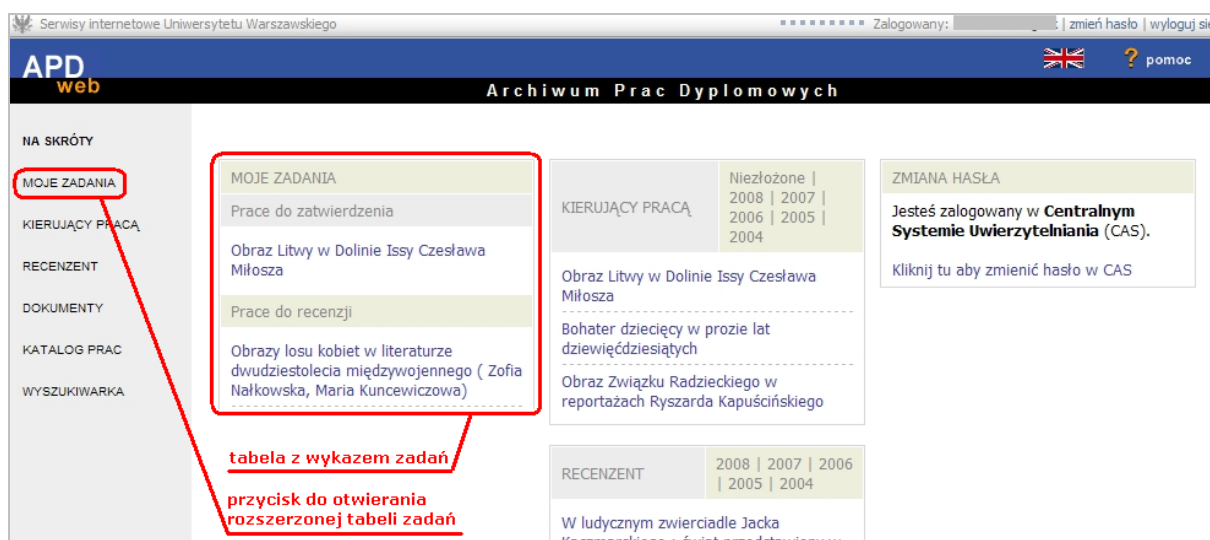 Serwisy internetowe Uniwersytetu Warszawskiego
Zalogowany: | zmień hasło | wyloguj się
APD
web
? pomoc
Archiwum Prac Dyplomowych
NA SKRÓTY
MOJE ZADANIA
KIERUJĄCY PRACĄ
RECENZENT
DOKUMENTY
KATALOG PRAC
WYSZUKIWARKA
MOJE ZADANIA
Prace do zatwierdzenia
Obraz Litwy w Dolinie Issy Czesława
Miłosza
Prace do recenzji
Obrazy losu kobiet w literaturze
dwudziestolecia międzywojennego ( Zofia
Nałkowska, Maria Kuncewiczowa)
tabela z wykazem zadań
przycisk do otwierania
rozszerzonej tabeli zadań
KIERUJĄCY PRACĄ
Niezłożone |
2008 | 2007 |
2006 | 2005 |
2004
Obraz Litwy w Dolinie Issy Czesława
Miłosza
Bohater dziecięcy w prozie lat
dziewięćdziesiątych
Obraz Związku Radzieckiego w
reportażach Ryszarda Kapuścińskiego
RECENZENT
2008 | 2007 | 2006
| 2005 | 2004
W ludycznym zwierciadle Jacka
ZMIANA HASŁA
Jesteś zalogowany w Centralnym
Systemie Uwierzytelniania (CAS).
Kliknij tu aby zmienić hasło w CAS